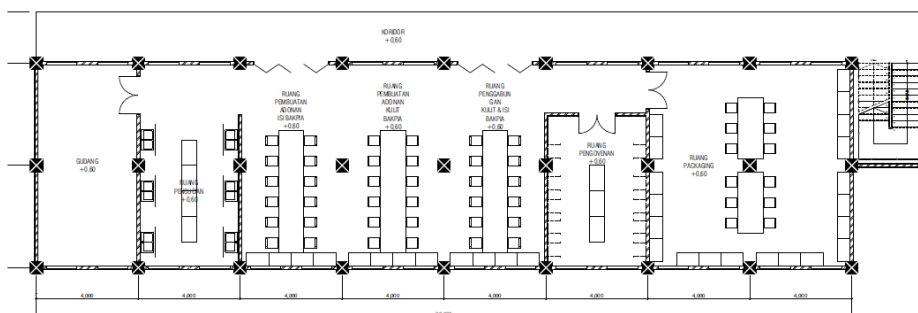 KORIDOR
+0,60
RUANG
PEMBUATAN
ADONAN
ISI BAKPIA
+0,60
RUANG
PEMBUATAN
ADONAN
KULIT
BAKPIA
+0,60
RUANG
PENGGABUN
GAN
KULIT & ISI
BAKPIA
+0,60
GUDANG
+0,60
RUANG
PENCUCIAN
+0,60
RUANG
PENGOVENAN
+0,60
RUANG
PACKAGING
+0,60
4,000
4,000
4,000
4,000
4,000
4,000
4,000
4,000